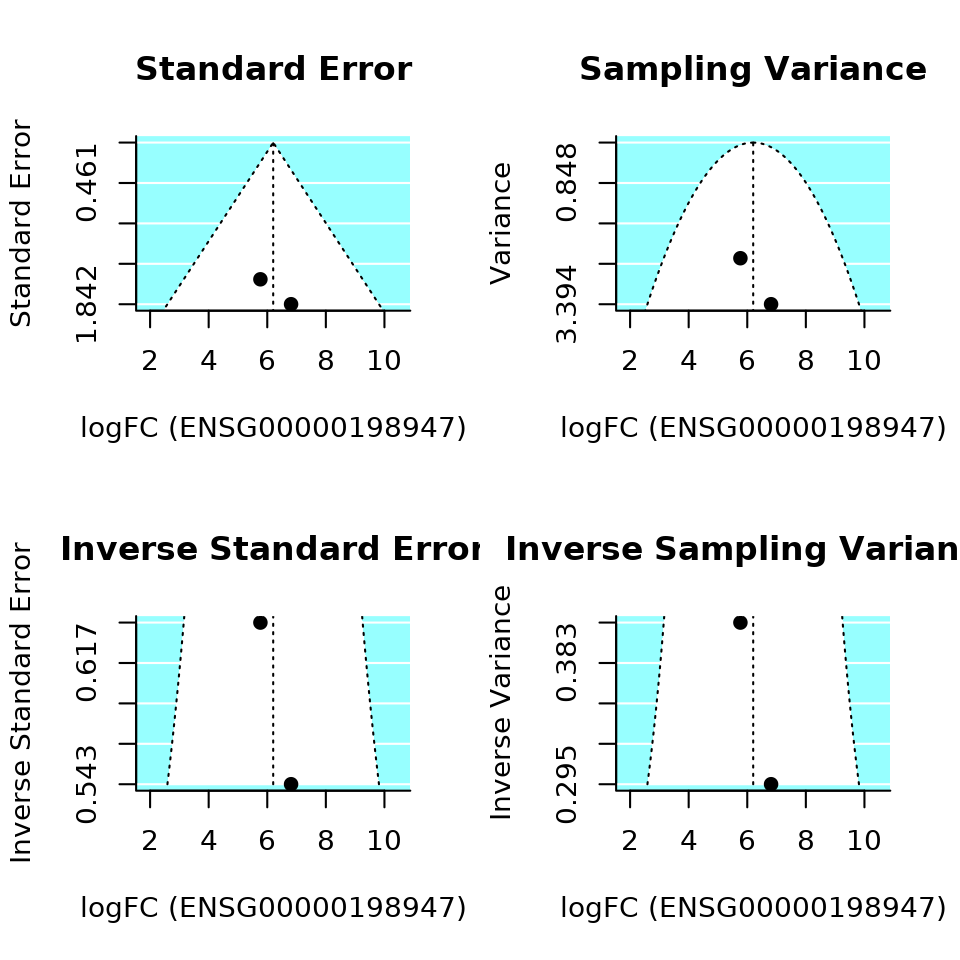 Standard Error
Standard Error
0.461
1.842
2 4 6 8 10
logFC (ENSG00000198947)
Sampling Variance
Variance
0.848
3.394
2 4 6 8 10
logFC (ENSG00000198947)
Inverse Standard Error
Inverse Standard Error
0.617
0.543
2 4 6 8 10
logFC (ENSG00000198947)
Inverse Sampling Varian
Inverse Variance
0.383
0.295
2 4 6 8 10
logFC (ENSG00000198947)